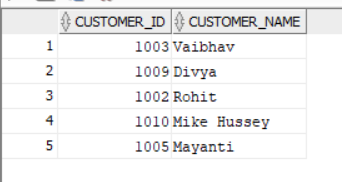 CUSTOMER_ID CUSTOMER_NAME
1 1003 Vaibhav
2 1009 Divya
3 1002 Rohit
4 1010 Mike Hussey
5 1005 Mayanti